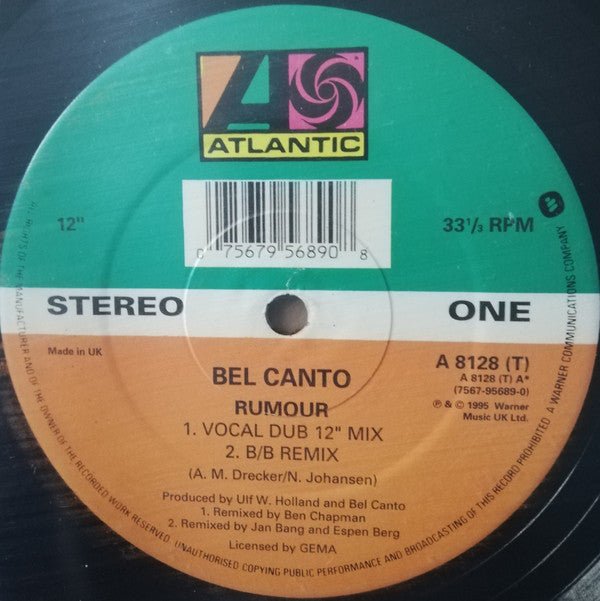 ATLANTIC
0 75679 56890 8
12"
33⅓ RPM
STEREO
ONE
Made in UK
A 8128 (T)
A 8128 (T) A*
(7567-95689-0)
℗ & © 1995 Warner
Music UK Ltd.
BEL CANTO
RUMOUR
1. VOCAL DUB 12" MIX
2. B/B REMIX
(A. M. Drecker/N. Johansen)
Produced by Ulf W. Holland and Bel Canto
1. Remixed by Ben Chapman
2. Remixed by Jan Bang and Espen Berg
Licensed by GEMA
ALL RIGHTS OF THE MANUFACTURER AND OF THE OWNER OF THE RECORDED WORK RESERVED. UNAUTHORISED COPYING PUBLIC PERFORMANCE AND BROADCASTING OF THIS RECORD PROHIBITED. A WARNER COMMUNICATIONS COMPANY